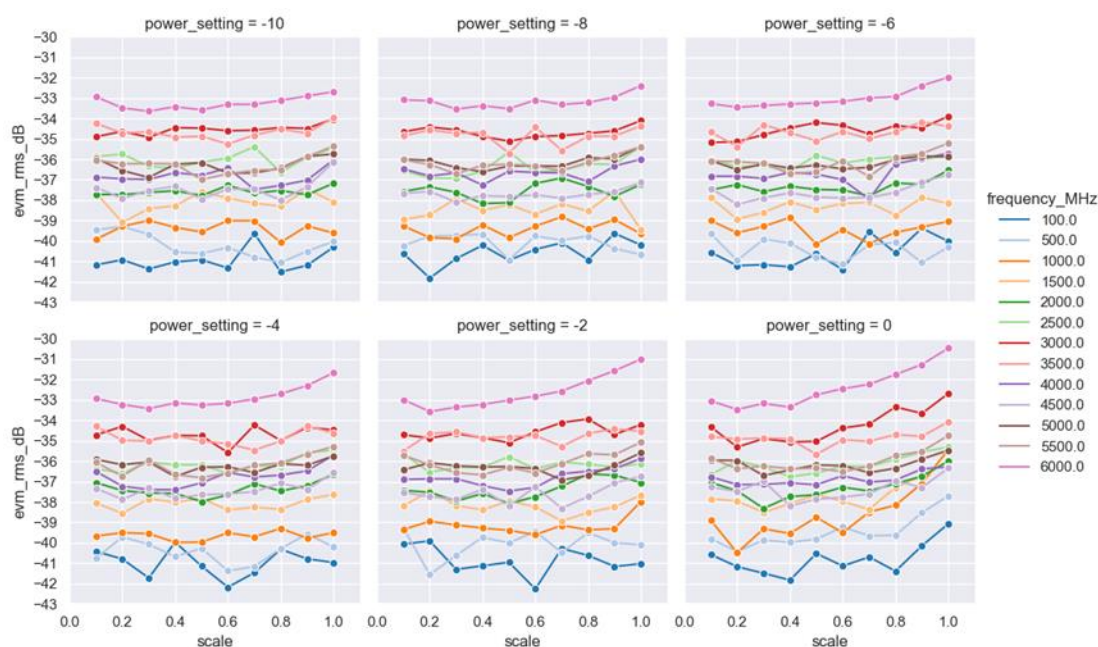 power_setting = -10
power_setting = -8
power_setting = -6
−30
−31
−32
−33
−34
−35
−36
−37
−38
−39
−40
−41
−42
−43
evm_rms_dB
power_setting = -4
power_setting = -2
power_setting = 0
−30
−31
−32
−33
−34
−35
−36
−37
−38
−39
−40
−41
−42
−43
evm_rms_dB
0.0 0.2 0.4 0.6 0.8 1.0
0.0 0.2 0.4 0.6 0.8 1.0
0.0 0.2 0.4 0.6 0.8 1.0
scale
scale
scale
frequency_MHz
100.0
500.0
1000.0
1500.0
2000.0
2500.0
3000.0
3500.0
4000.0
4500.0
5000.0
5500.0
6000.0